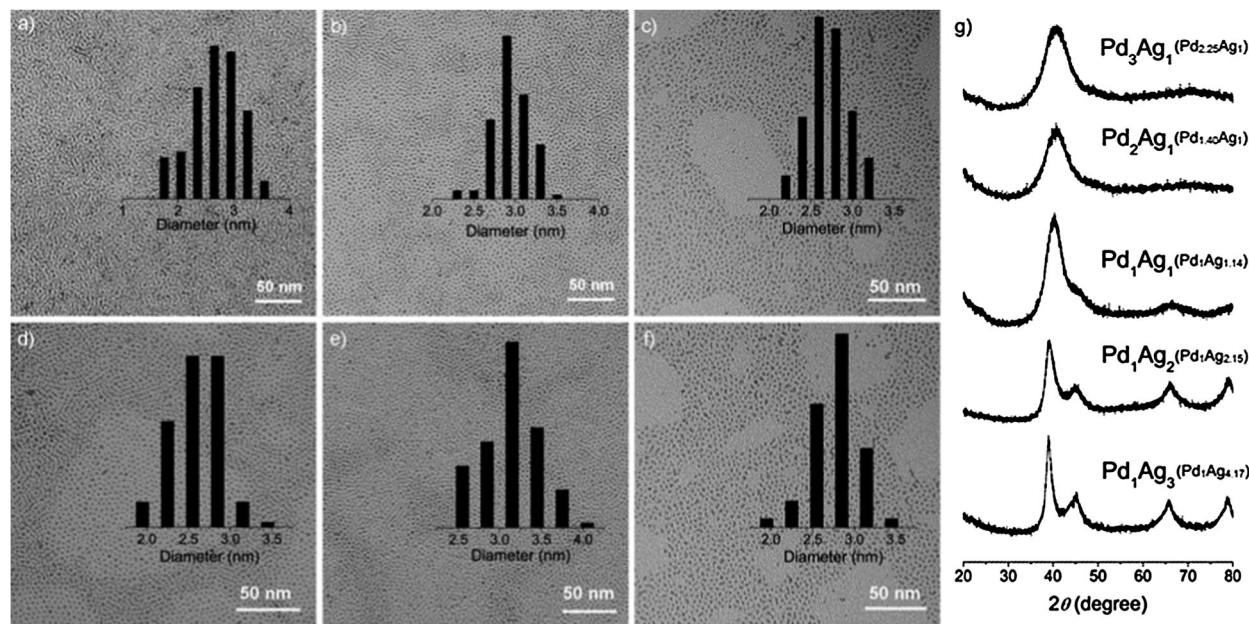 a)
1 2 3 4
Diameter (nm)
50 nm
b)
2.0 2.5 3.0 3.5 4.0
Diameter (nm)
50 nm
c)
2.0 2.5 3.0 3.5
Diameter (nm)
50 nm
d)
2.0 2.5 3.0 3.5
Diameter (nm)
50 nm
e)
2.5 3.0 3.5 4.0
Diameter (nm)
50 nm
f)
2.0 2.5 3.0 3.5
Diameter (nm)
50 nm
g)
Pd₃Ag₁(Pd₂.₂₅Ag₁)
Pd₂Ag₁(Pd₁.₄₀Ag₁)
Pd₁Ag₁(Pd₁Ag₁.₁₄)
Pd₁Ag₂(Pd₁Ag₂.₁₅)
Pd₁Ag₃(Pd₁Ag₄.₁₇)
20 30 40 50 60 70 80
2θ (degree)